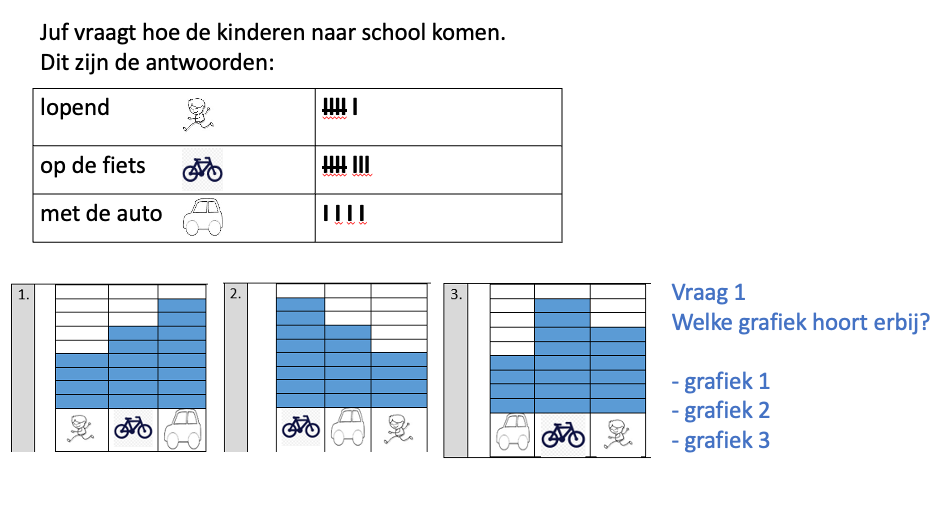 Juf vraagt hoe de kinderen naar school komen.
Dit zijn de antwoorden:
lopend
op de fiets
met de auto
1.
2.
3.
Vraag 1
Welke grafiek hoort erbij?
- grafiek 1
- grafiek 2
- grafiek 3